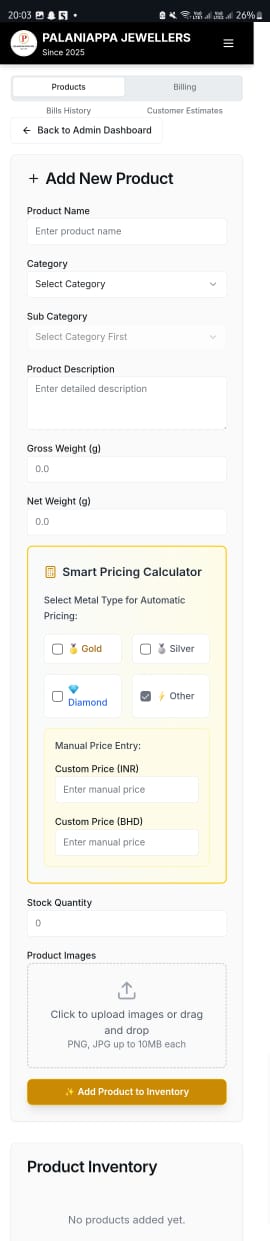 20:03
26%
PALANIAPPA JEWELLERS
Since 2025
Products
Billing
Bills History
Customer Estimates
← Back to Admin Dashboard
+ Add New Product
Product Name
Enter product name
Category
Select Category
Sub Category
Select Category First
Product Description
Enter detailed description
Gross Weight (g)
0.0
Net Weight (g)
0.0
Smart Pricing Calculator
Select Metal Type for Automatic
Pricing:
🥇 Gold
🥈 Silver
💎
Diamond
⚡ Other
Manual Price Entry:
Custom Price (INR)
Enter manual price
Custom Price (BHD)
Enter manual price
Stock Quantity
0
Product Images
Click to upload images or drag
and drop
PNG, JPG up to 10MB each
✨ Add Product to Inventory
Product Inventory
No products added yet.